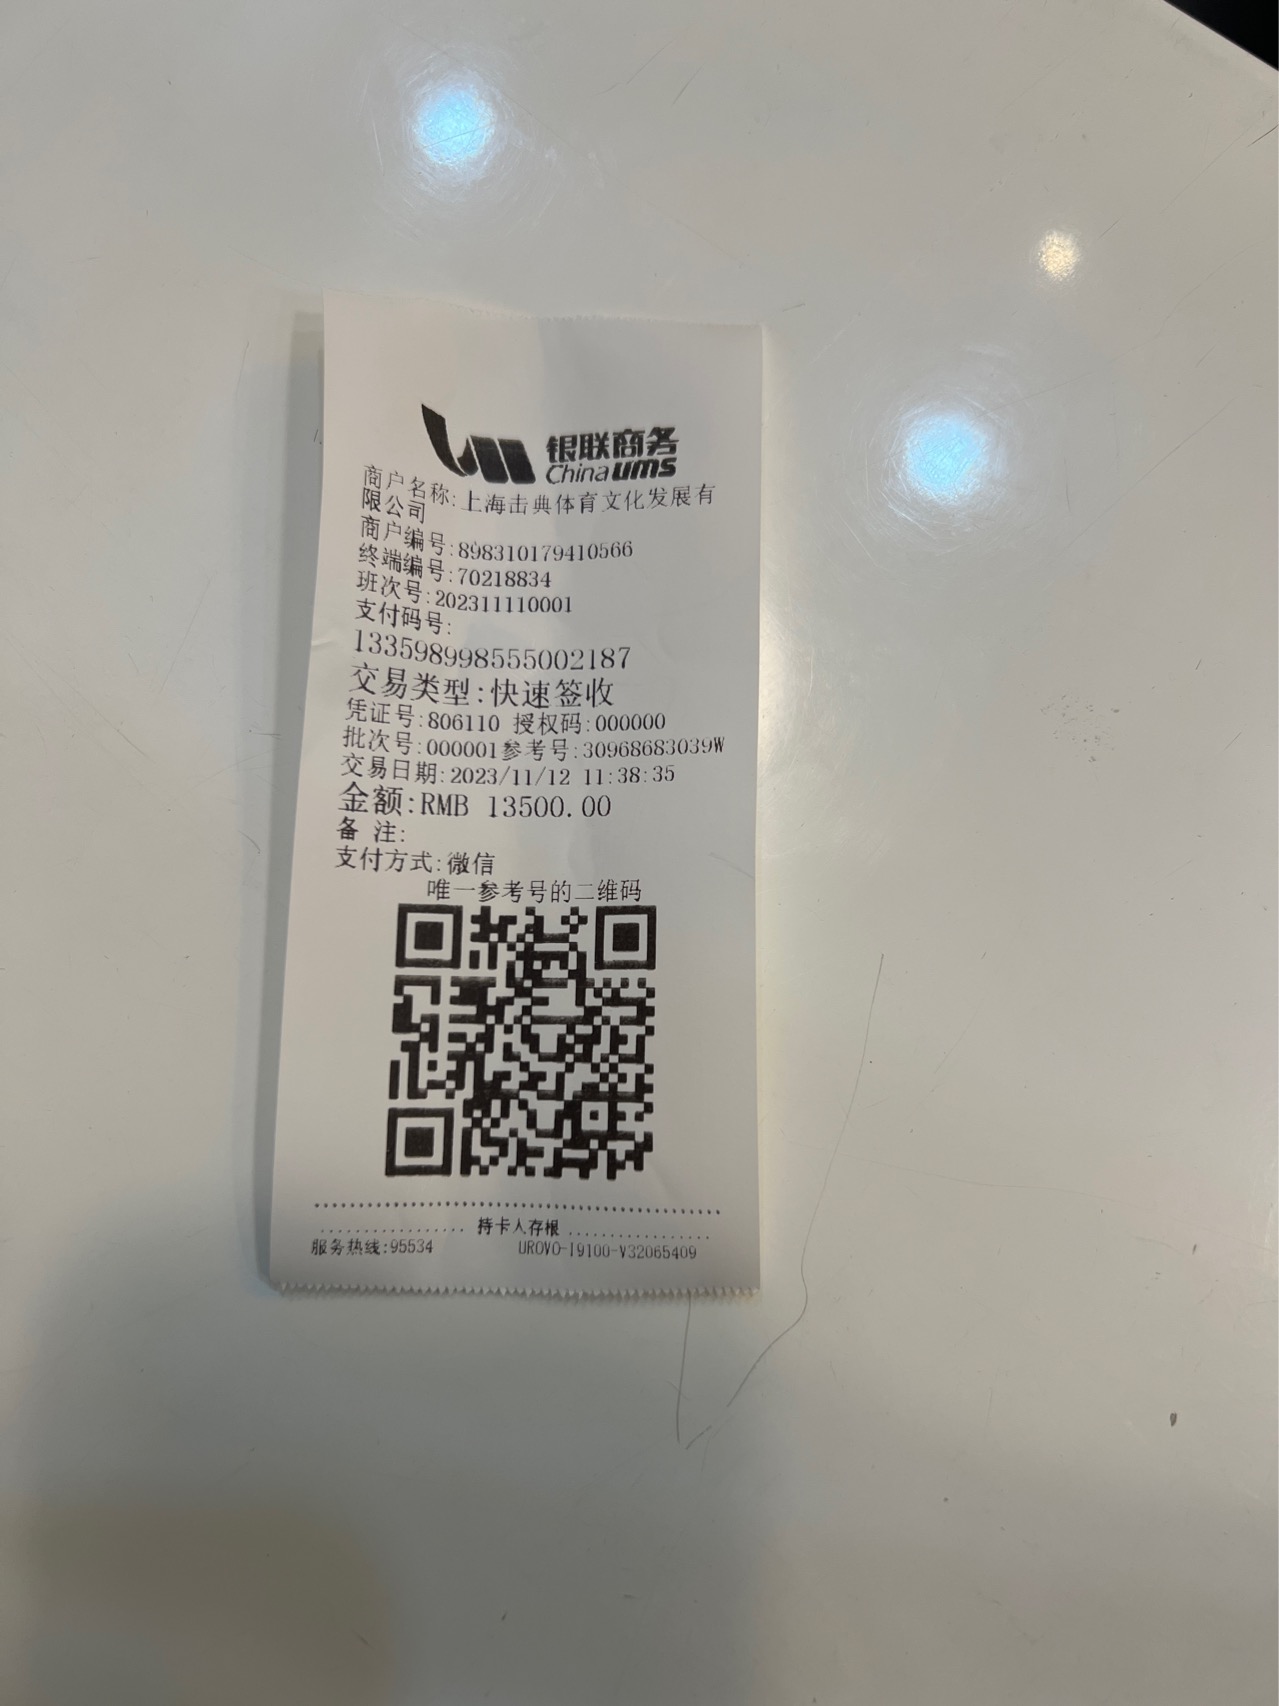 银联商务
Chinaums
商户名称:上海击典体育文化发展有
限公司
商户编号:898310179410566
终端编号:70218834
班次号:202311110001
支付码号:
133598998555002187
交易类型:快速签收
凭证号:806110 授权码:000000
批次号:000001参考号:30968683039W
交易日期:2023/11/12 11:38:35
金额:RMB 13500.00
备 注:
支付方式:微信
唯一参考号的二维码
持卡人存根
服务热线:95534 UROVO-I9100-V32065409